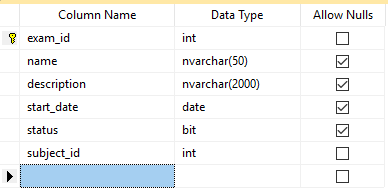 Column Name Data Type Allow Nulls
exam_id int
name nvarchar(50)
description nvarchar(2000)
start_date date
status bit
subject_id int